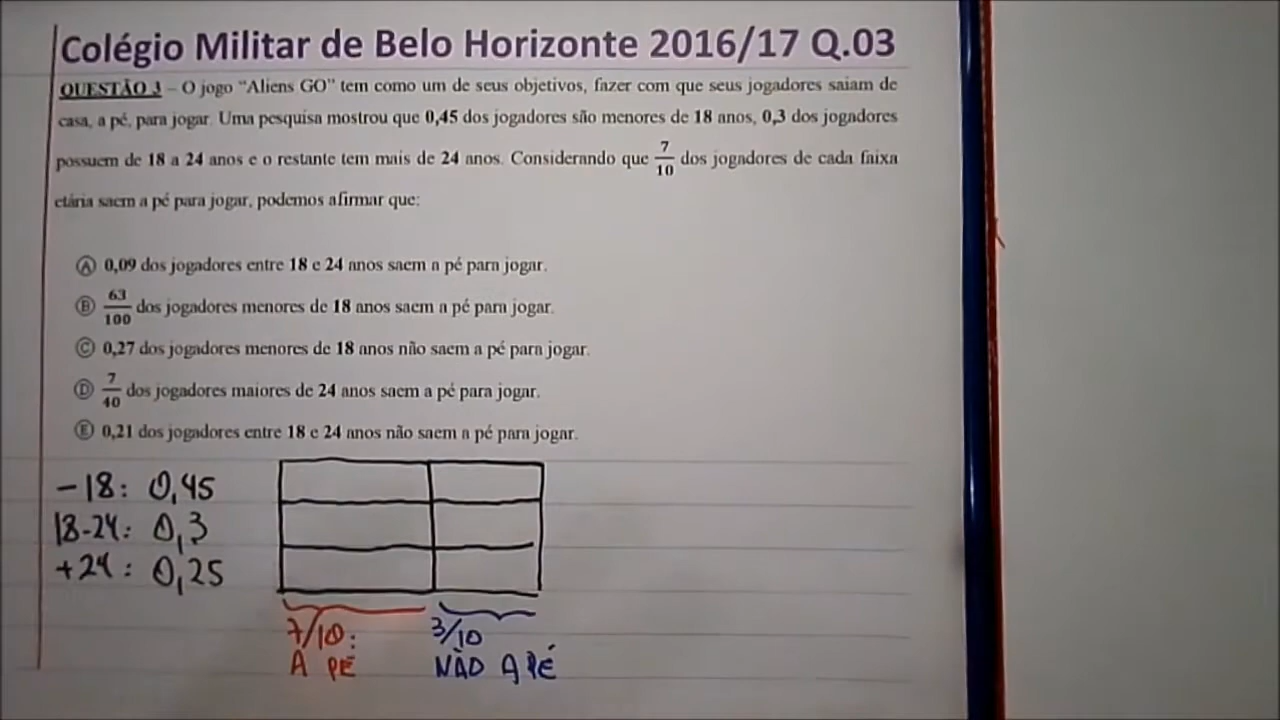 Colégio Militar de Belo Horizonte 2016/17 Q.03
QUESTÃO 3 – O jogo “Aliens GO” tem como um de seus objetivos, fazer com que seus jogadores saiam de
casa, a pé, para jogar. Uma pesquisa mostrou que 0,45 dos jogadores são menores de 18 anos, 0,3 dos jogadores
possuem de 18 a 24 anos e o restante tem mais de 24 anos. Considerando que 7/10 dos jogadores de cada faixa
etária saem a pé para jogar, podemos afirmar que:
Ⓐ 0,09 dos jogadores entre 18 e 24 anos saem a pé para jogar.
Ⓑ 63/100 dos jogadores menores de 18 anos saem a pé para jogar.
Ⓒ 0,27 dos jogadores menores de 18 anos não saem a pé para jogar.
Ⓓ 7/40 dos jogadores maiores de 24 anos saem a pé para jogar.
Ⓔ 0,21 dos jogadores entre 18 e 24 anos não saem a pé para jogar.
-18: 0,45
18-24: 0,3
+24: 0,25
7/10: 3/10
A PÉ NÃO A PÉ